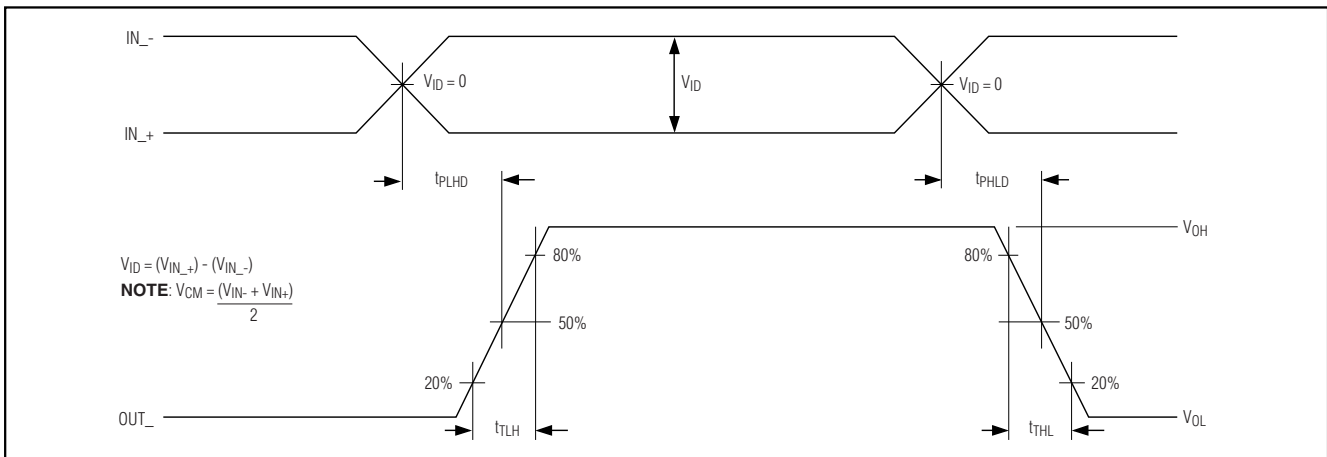 IN_-
V_ID = 0
V_ID
V_ID = 0
IN_+
t_PLHD
t_PHLD
V_OH
80%
80%
V_ID = (V_IN_+) - (V_IN_-)
NOTE: V_CM = (V_IN- + V_IN+)
2
50%
50%
20%
20%
OUT_
t_TLH
t_THL
V_OL